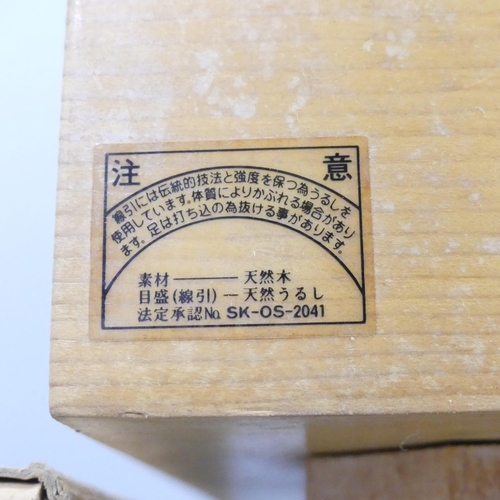 注意
線引には伝統的技法と強度を保つ為うるしを
使用しています。体質によりかぶれる場合があり
ます。足は打ち込の為抜ける事があります。
素材 ――― 天然木
目盛(線引) ― 天然うるし
法定承認No. SK-OS-2041